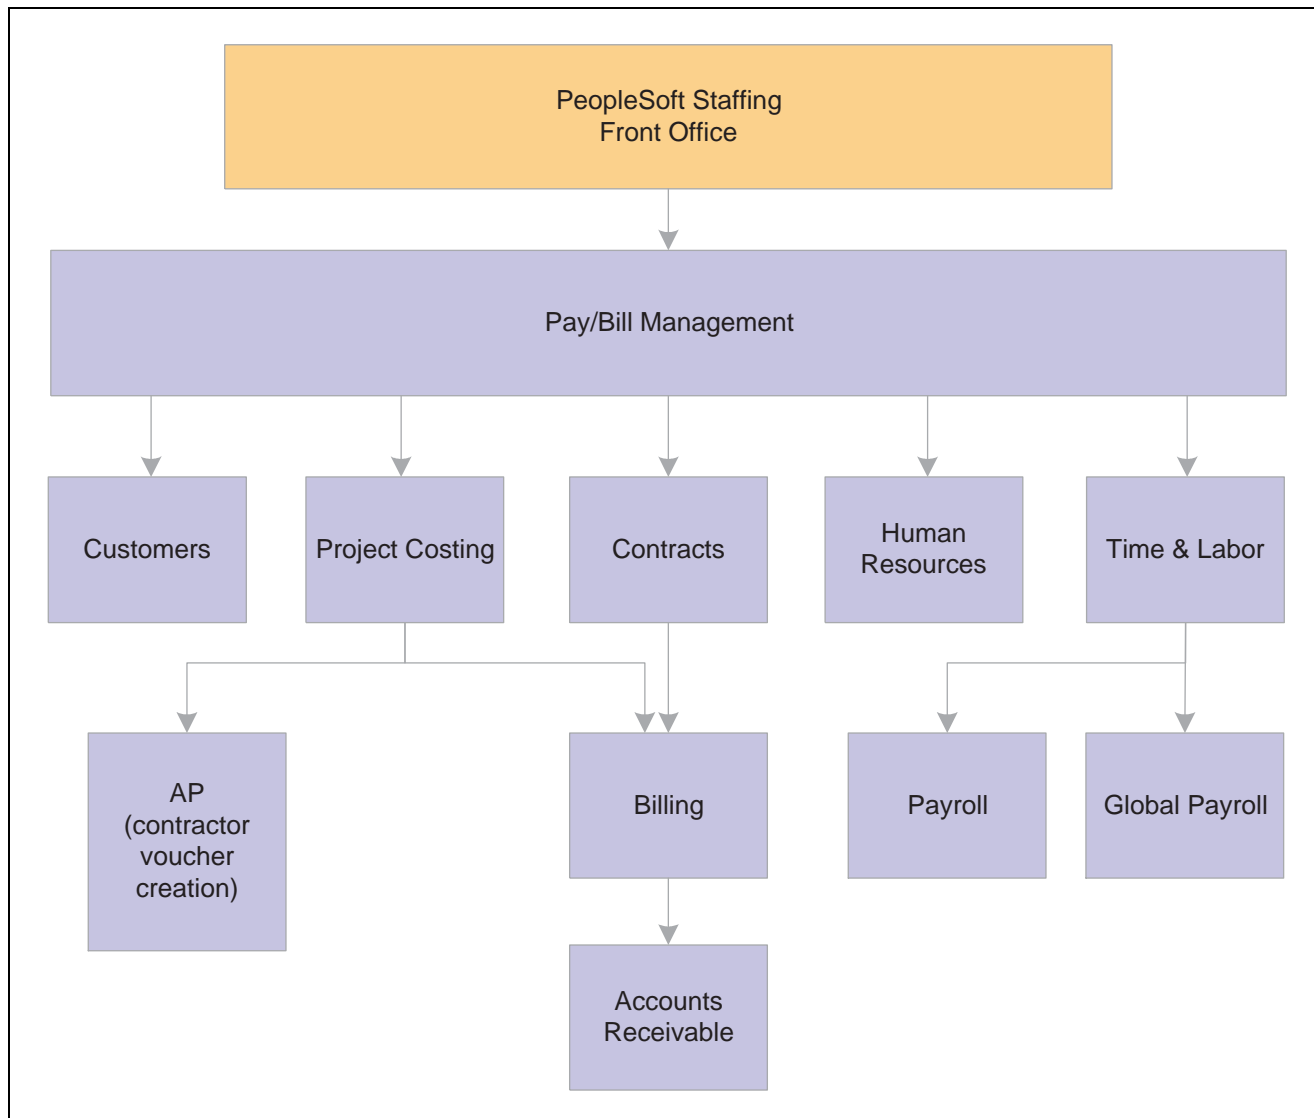 PeopleSoft Staffing
Front Office
Pay/Bill Management
Customers
Project Costing
Contracts
Human
Resources
Time & Labor
AP
(contractor
voucher
creation)
Billing
Payroll
Global Payroll
Accounts
Receivable